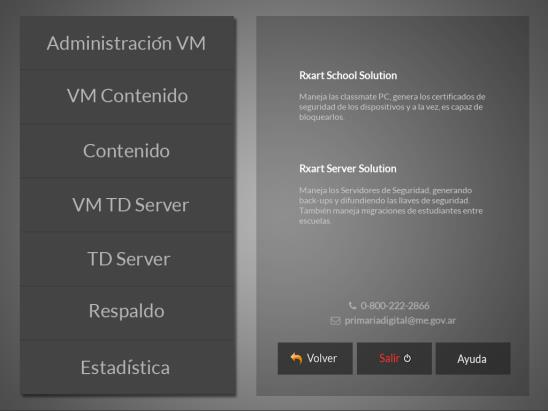 Administración VM
VM Contenido
Contenido
VM TD Server
TD Server
Respaldo
Estadística
Rxart School Solution
Maneja las classmate PC, genera los certificados de
seguridad de los dispositivos y a la vez, es capaz de
bloquearlos.
Rxart Server Solution
Maneja los Servidores de Seguridad, generando
back-ups y difundiendo las llaves de seguridad.
También maneja migraciones de estudiantes entre
escuelas.
0-800-222-2866
primariadigital@me.gov.ar
Volver
Salir
Ayuda